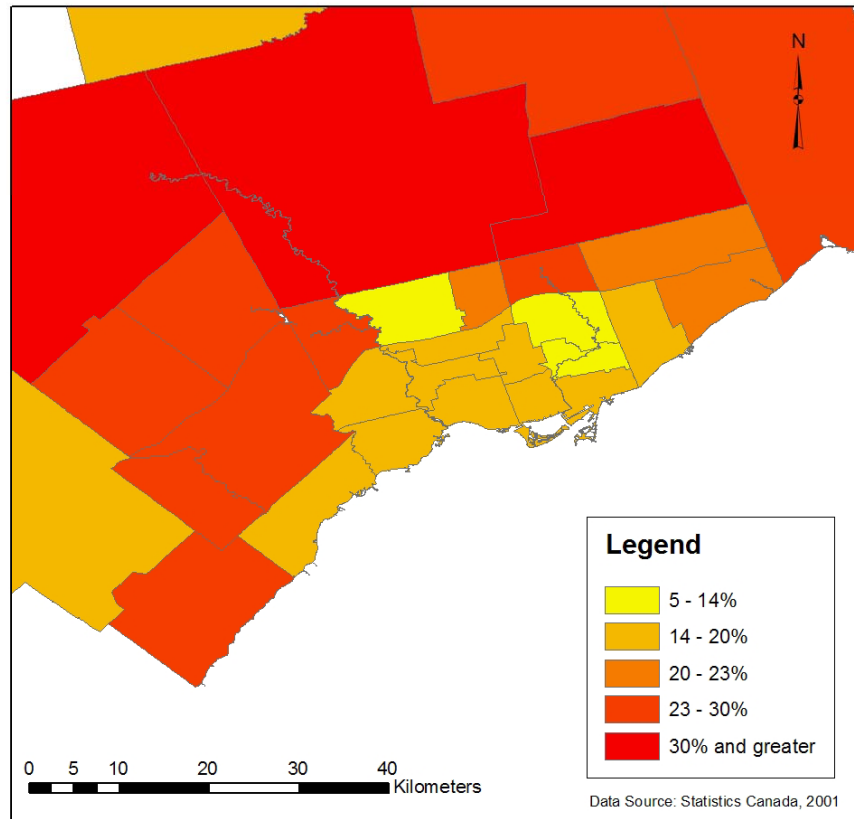 N
Legend
5 - 14%
14 - 20%
20 - 23%
23 - 30%
30% and greater
0 5 10 20 30 40
Kilometers
Data Source: Statistics Canada, 2001